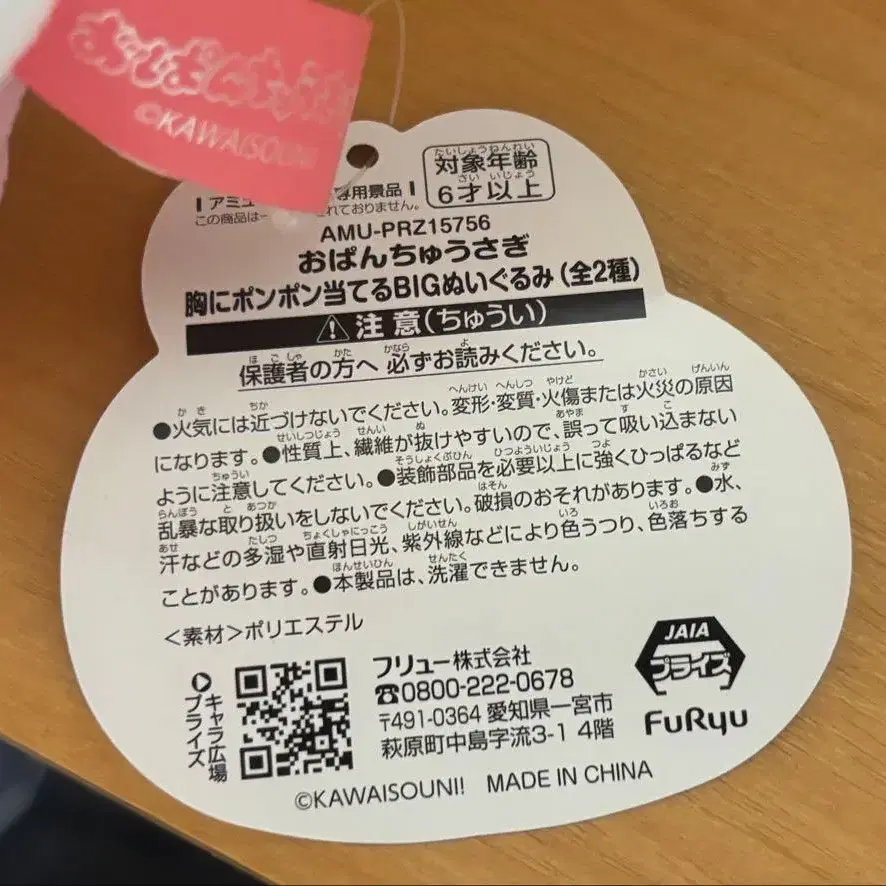 おぱんちゅうさぎ
©KAWAISOUNI!
対象年齢
6才以上
アミュ 専用景品
この商品は一 されておりません。
AMU-PRZ15756
おぱんちゅうさぎ
胸にポンポン当てるBIGぬいぐるみ(全2種)
⚠注意(ちゅうい)
保護者の方へ 必ずお読みください。
●火気には近づけないでください。変形・変質・火傷または火災の原因
になります。●性質上、繊維が抜けやすいので、誤って吸い込まない
ように注意してください。●装飾部品を必要以上に強くひっぱるなど
乱暴な取り扱いをしないでください。破損のおそれがあります。●水、
汗などの多湿や直射日光、紫外線などにより色うつり、色落ちする
ことがあります。●本製品は、洗濯できません。
<素材>ポリエステル
キャラ広場
プライズ
フリュー株式会社
☎0800-222-0678
〒491-0364 愛知県一宮市
萩原町中島字流3-1 4階
JAIA
プライズ
FuRyu
©KAWAISOUNI! MADE IN CHINA